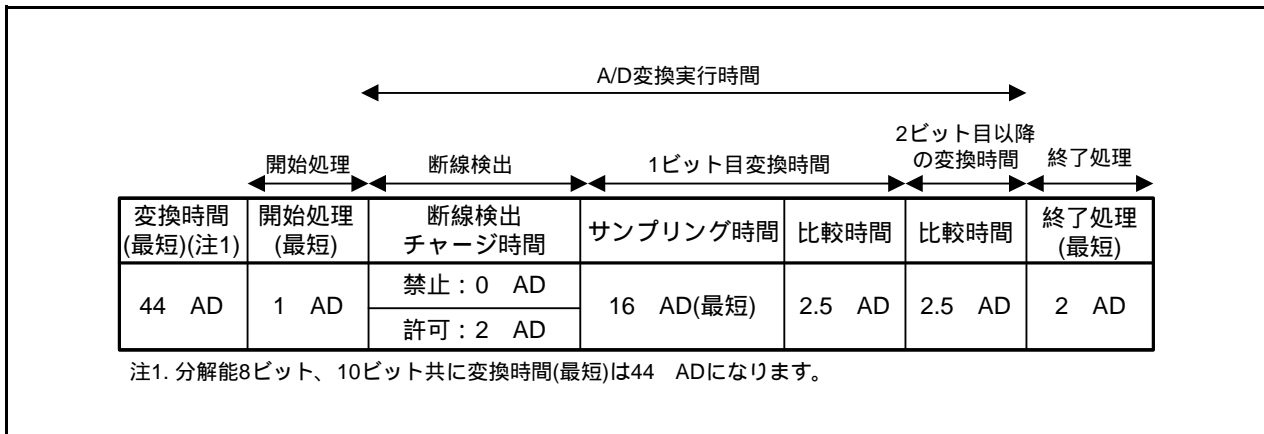 A/D変換実行時間
開始処理
断線検出
1ビット目変換時間
2ビット目以降
の変換時間
終了処理
変換時間
(最短)(注1)
開始処理
(最短)
断線検出
チャージ時間
サンプリング時間
比較時間
比較時間
終了処理
(最短)
44 AD
1 AD
禁止：0 AD
許可：2 AD
16 AD(最短)
2.5 AD
2.5 AD
2 AD
注1. 分解能8ビット、10ビット共に変換時間(最短)は44 ADになります。